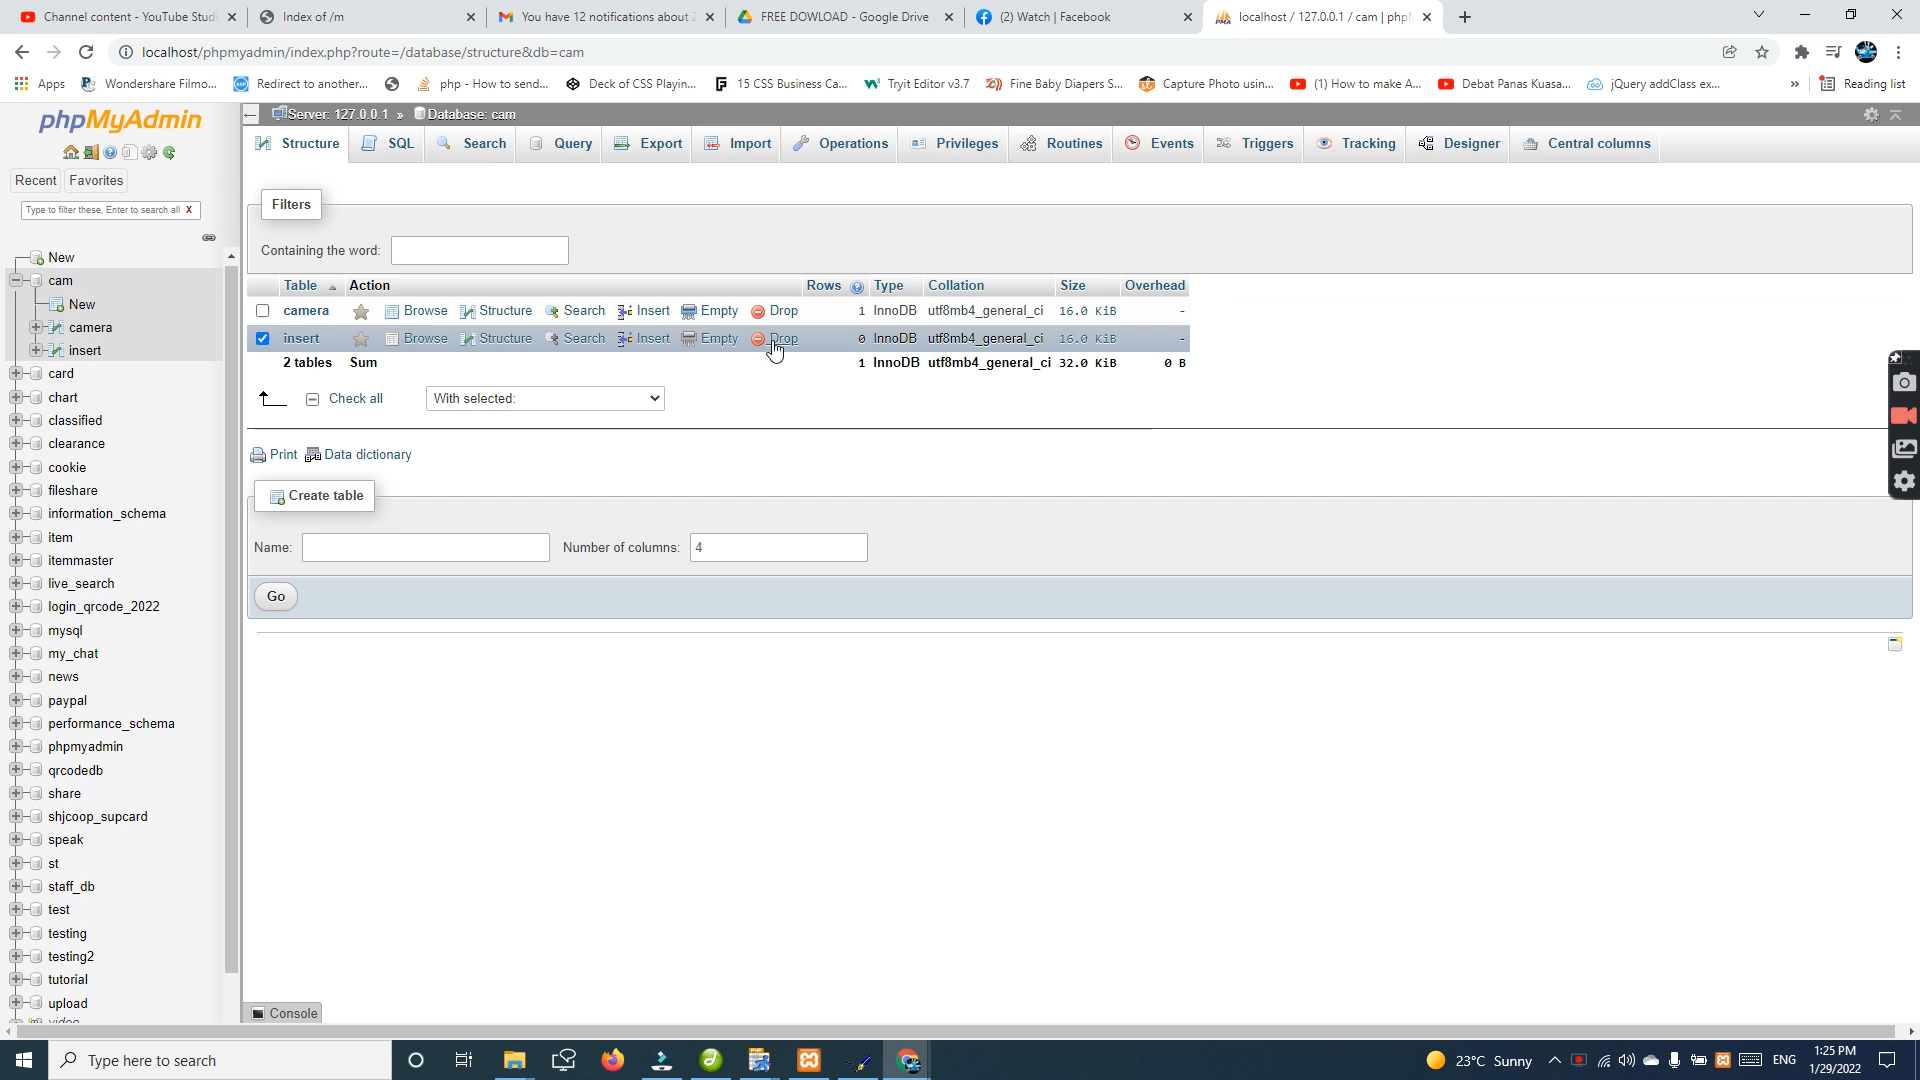 Channel content - YouTube Studi
Index of /m
You have 12 notifications about
FREE DOWLOAD - Google Drive
(2) Watch | Facebook
localhost / 127.0.0.1 / cam | phpM
localhost/phpmyadmin/index.php?route=/database/structure&db=cam
Apps
Wondershare Filmo...
Redirect to another...
php - How to send...
Deck of CSS Playin...
15 CSS Business Ca...
Tryit Editor v3.7
Fine Baby Diapers S...
Capture Photo usin...
(1) How to make A...
Debat Panas Kuasa...
jQuery addClass ex...
»
Reading list
phpMyAdmin
Recent
Favorites
Type to filter these, Enter to search all X
New
cam
New
camera
insert
card
chart
classified
clearance
cookie
fileshare
information_schema
item
itemmaster
live_search
login_qrcode_2022
mysql
my_chat
news
paypal
performance_schema
phpmyadmin
qrcodedb
share
shjcoop_supcard
speak
st
staff_db
test
testing
testing2
tutorial
upload
video
Server: 127.0.0.1 » Database: cam
Structure SQL Search Query Export Import Operations Privileges Routines Events Triggers Tracking Designer Central columns
Filters
Containing the word:
Table Action Rows Type Collation Size Overhead
camera Browse Structure Search Insert Empty Drop 1 InnoDB utf8mb4_general_ci 16.0 KiB -
insert Browse Structure Search Insert Empty Drop 0 InnoDB utf8mb4_general_ci 16.0 KiB -
2 tables Sum 1 InnoDB utf8mb4_general_ci 32.0 KiB 0 B
Check all With selected:
Print Data dictionary
Create table
Name: Number of columns: 4
Go
Console
Type here to search
23°C Sunny
ENG
1:25 PM
1/29/2022